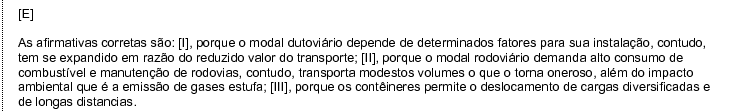 [E]
As afirmativas corretas são: [I], porque o modal dutoviário depende de determinados fatores para sua instalação, contudo,
tem se expandido em razão do reduzido valor do transporte; [II], porque o modal rodoviário demanda alto consumo de
combustível e manutenção de rodovias, contudo, transporta modestos volumes o que o torna oneroso, além do impacto
ambiental que é a emissão de gases estufa; [III], porque os contêineres permite o deslocamento de cargas diversificadas e
de longas distancias.